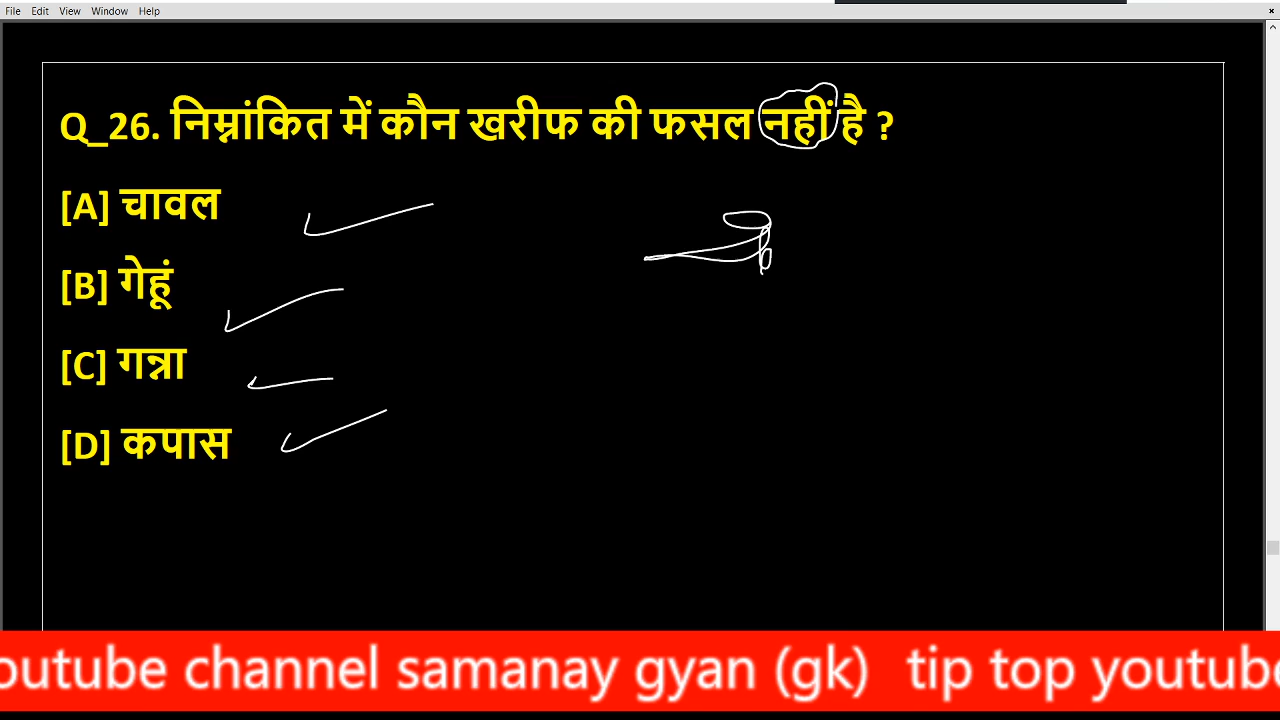 File Edit View Window Help
Q_26. निम्नांकित में कौन खरीफ की फसल नहीं है ?
[A] चावल
[B] गेहूं
[C] गन्ना
[D] कपास
outube channel samanay gyan (gk) tip top youtube